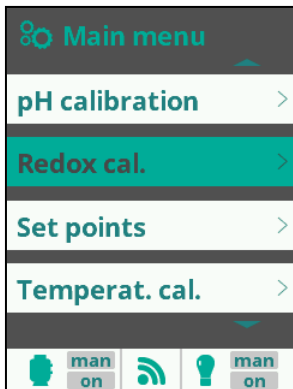 Main menu
pH calibration
Redox cal.
Set points
Temperat. cal.
man
on
man
on